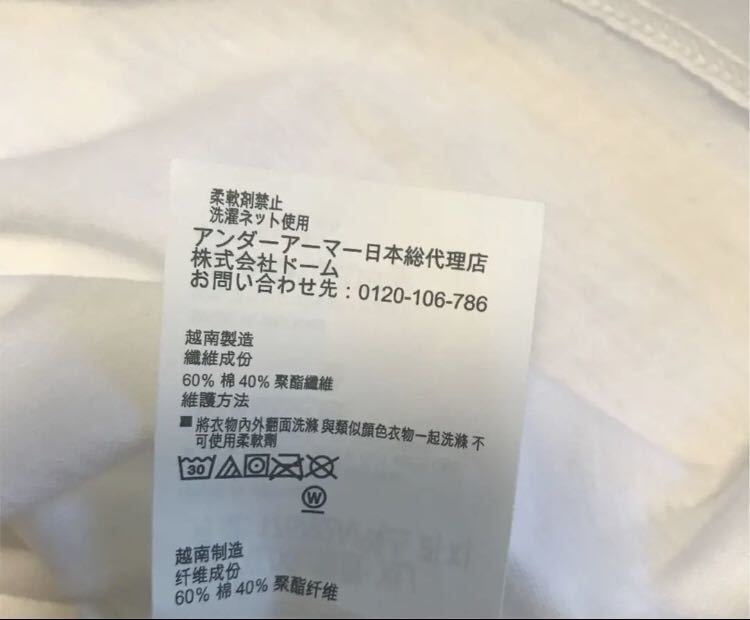 柔軟剤禁止
洗濯ネット使用
アンダーアーマー日本総代理店
株式会社ドーム
お問い合わせ先：0120-106-786
越南製造
纖維成份
60% 棉 40% 聚酯纖維
維護方法
■ 將衣物內外翻面洗滌 與類似顏色衣物一起洗滌 不
可使用柔軟劑
30
W
越南制造
纤维成份
60% 棉 40% 聚酯纤维